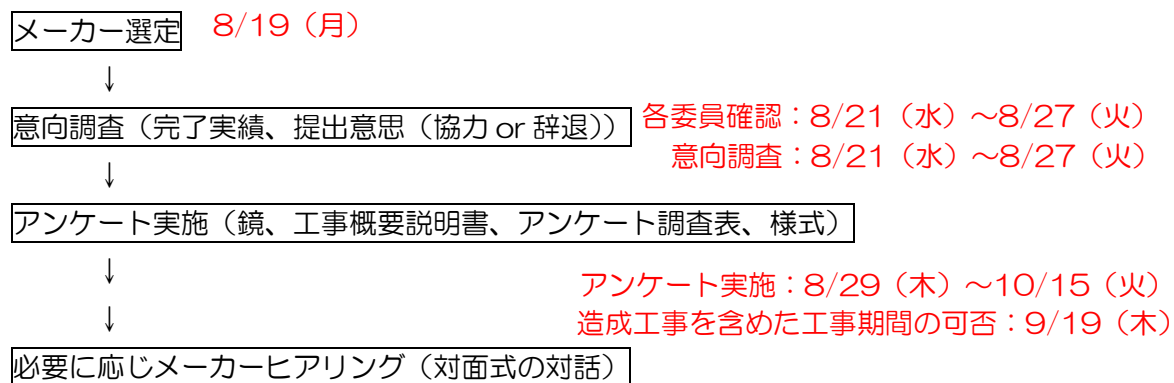 メーカー選定 8/19（月）
↓
意向調査（完了実績、提出意思（協力 or 辞退）） 各委員確認：8/21（水）～8/27（火）
意向調査：8/21（水）～8/27（火）
↓
アンケート実施（鏡、工事概要説明書、アンケート調査表、様式）
↓
アンケート実施：8/29（木）～10/15（火）
↓
造成工事を含めた工事期間の可否：9/19（木）
必要に応じメーカーヒアリング（対面式の対話）